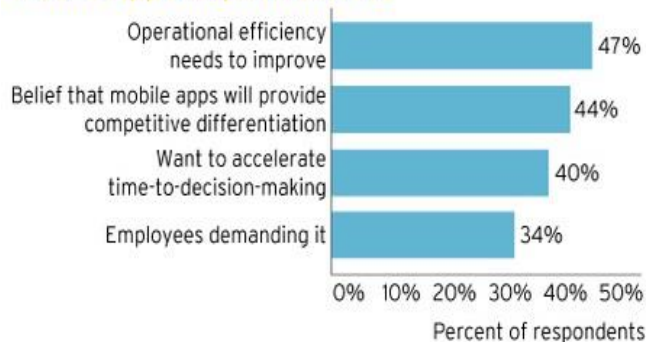 Operational efficiency
needs to improve
47%
Belief that mobile apps will provide
competitive differentiation
44%
Want to accelerate
time-to-decision-making
40%
Employees demanding it
34%
0% 10% 20% 30% 40% 50%
Percent of respondents